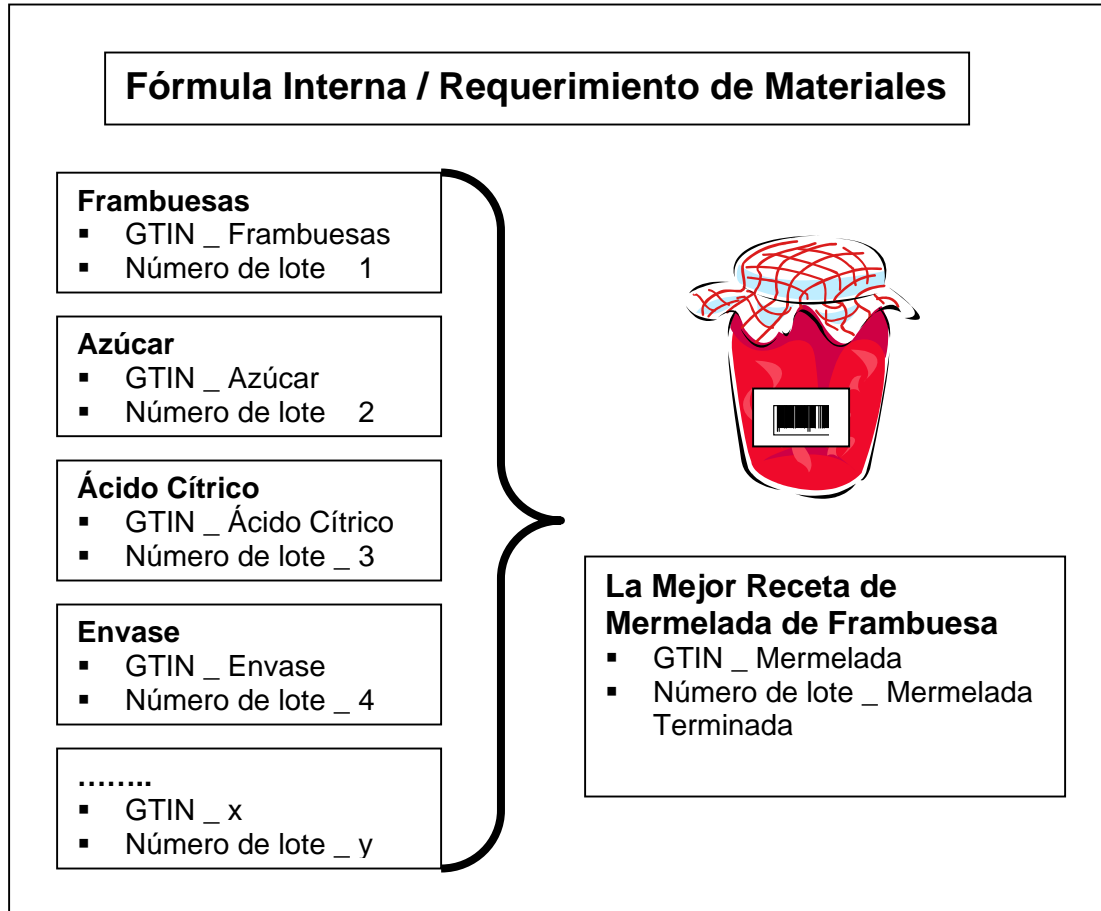 Fórmula Interna / Requerimiento de Materiales
Frambuesas
▪ GTIN _ Frambuesas
▪ Número de lote 1
Azúcar
▪ GTIN _ Azúcar
▪ Número de lote 2
Ácido Cítrico
▪ GTIN _ Ácido Cítrico
▪ Número de lote _ 3
Envase
▪ GTIN _ Envase
▪ Número de lote _ 4
……..
▪ GTIN _ x
▪ Número de lote _ y
La Mejor Receta de
Mermelada de Frambuesa
▪ GTIN _ Mermelada
▪ Número de lote _ Mermelada
Terminada